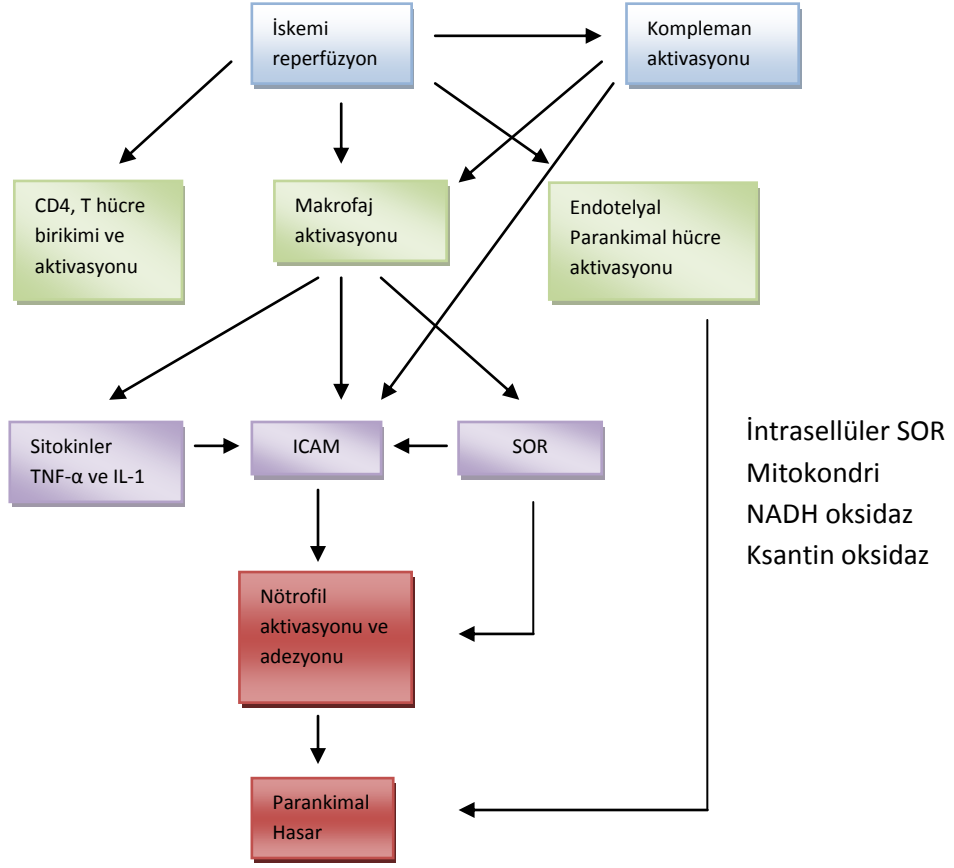 İskemi
reperfüzyon
Kompleman
aktivasyonu
CD4, T hücre
birikimi ve
aktivasyonu
Makrofaj
aktivasyonu
Endotelyal
Parankimal hücre
aktivasyonu
Sitokinler
TNF-α ve IL-1
ICAM
SOR
İntrasellüler SOR
Mitokondri
NADH oksidaz
Ksantin oksidaz
Nötrofil
aktivasyonu ve
adezyonu
Parankimal
Hasar